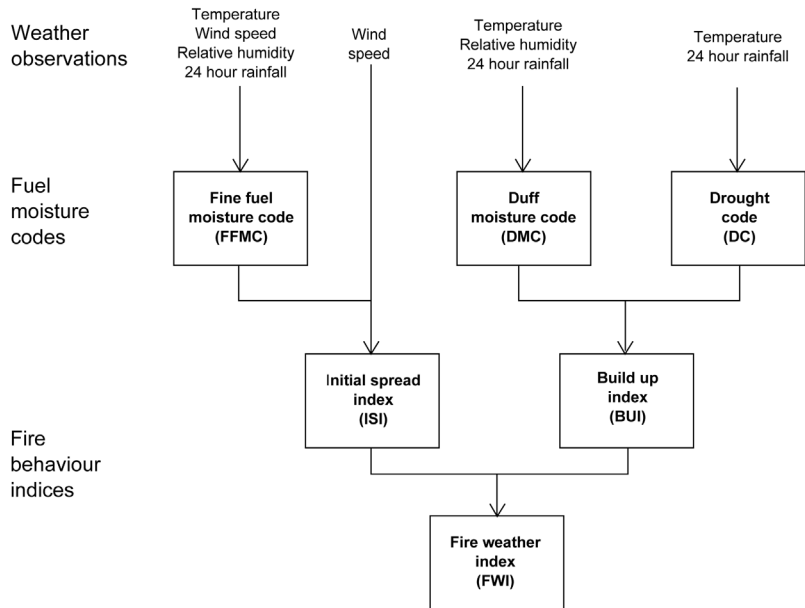 Weather
observations
Temperature
Wind speed
Relative humidity
24 hour rainfall
Wind
speed
Temperature
Relative humidity
24 hour rainfall
Temperature
24 hour rainfall
Fuel
moisture
codes
Fine fuel
moisture code
(FFMC)
Duff
moisture code
(DMC)
Drought
code
(DC)
Fire
behaviour
indices
Initial spread
index
(ISI)
Build up
index
(BUI)
Fire weather
index
(FWI)